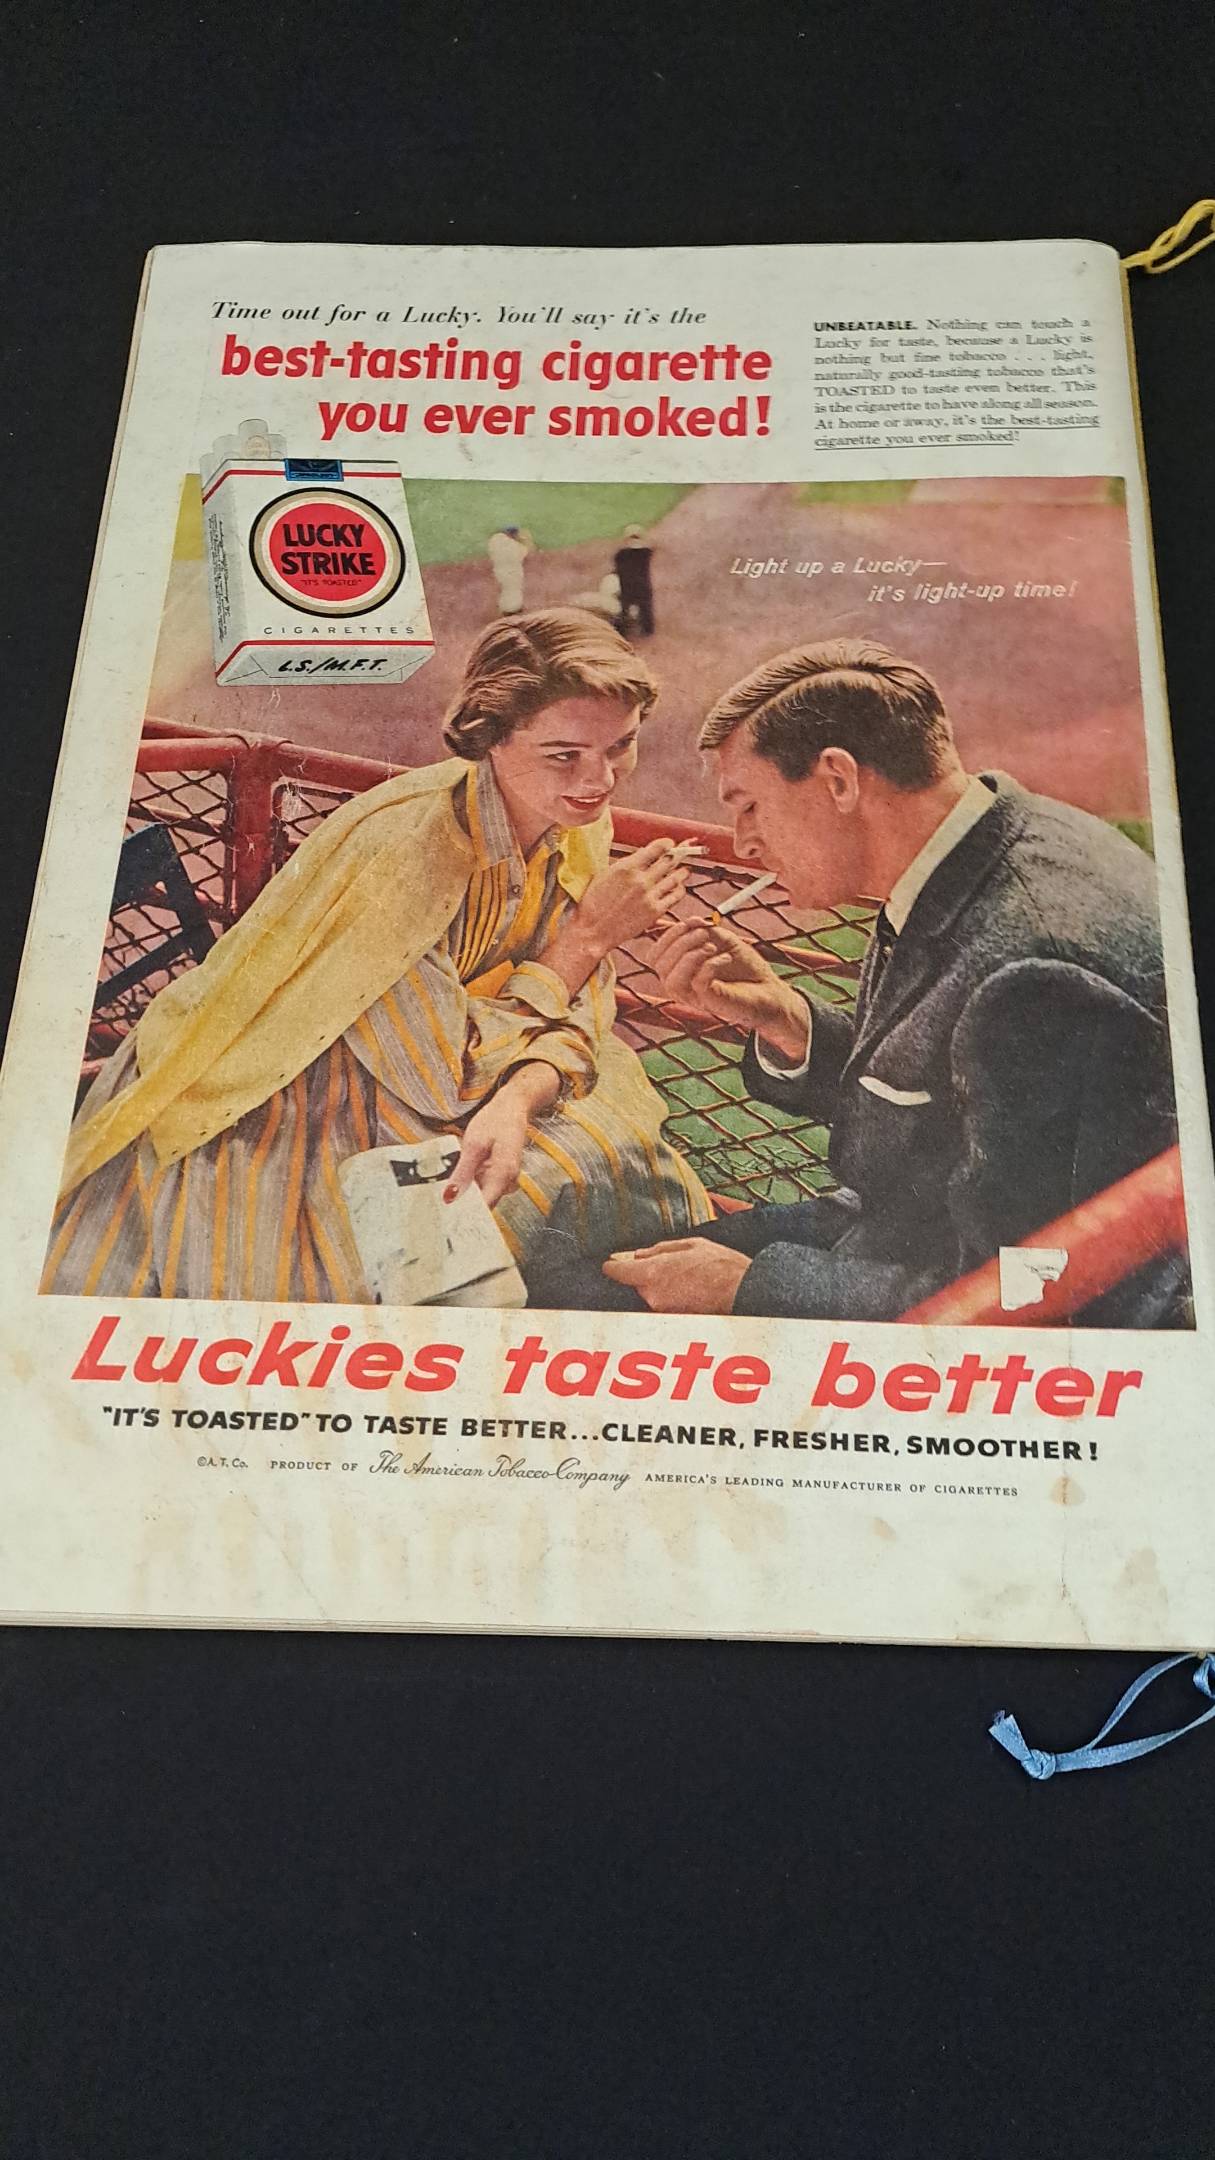 Time out for a Lucky. You'll say it's the
best-tasting cigarette
you ever smoked!
UNBEATABLE. Nothing can touch a
Lucky for taste, because a Lucky is
nothing but fine tobacco . . . light,
naturally good-tasting tobacco that's
TOASTED to taste even better. This
is the cigarette to have along all season.
At home or away, it's the best-tasting
cigarette you ever smoked!
LUCKY
STRIKE
"IT'S TOASTED"
CIGARETTES
L.S./M.F.T.
Light up a Lucky—
it's light-up time!
Luckies taste better
"IT'S TOASTED" TO TASTE BETTER...CLEANER, FRESHER, SMOOTHER!
©A.T.Co. PRODUCT OF The American Tobacco Company AMERICA'S LEADING MANUFACTURER OF CIGARETTES